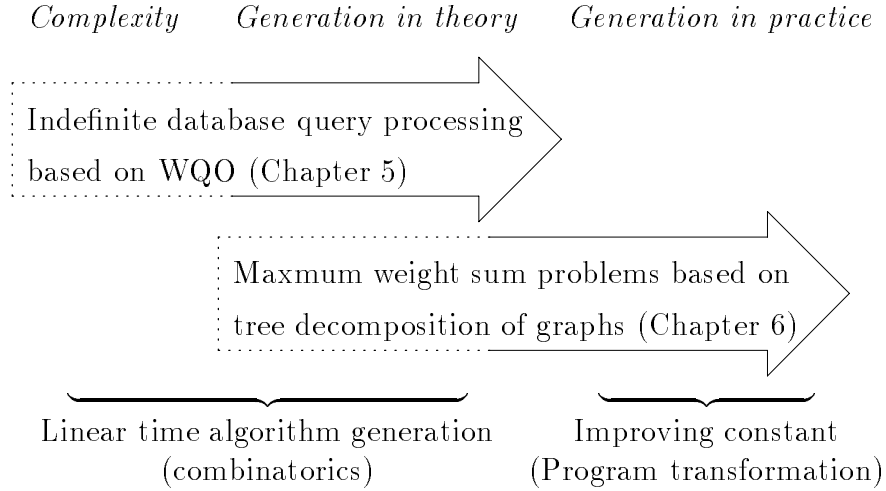 Complexity Generation in theory Generation in practice
Indefinite database query processing
based on WQO (Chapter 5)
Maxmum weight sum problems based on
tree decomposition of graphs (Chapter 6)
Linear time algorithm generation
(combinatorics)
Improving constant
(Program transformation)